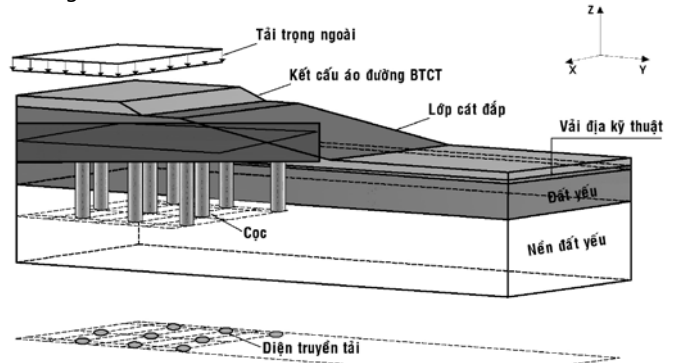 Tải trọng ngoài
Z
X
Y
Kết cấu áo đường BTCT
Lớp cát đắp
Vải địa kỹ thuật
Đất yếu
Cọc
Nền đất yếu
Diện truyền tải